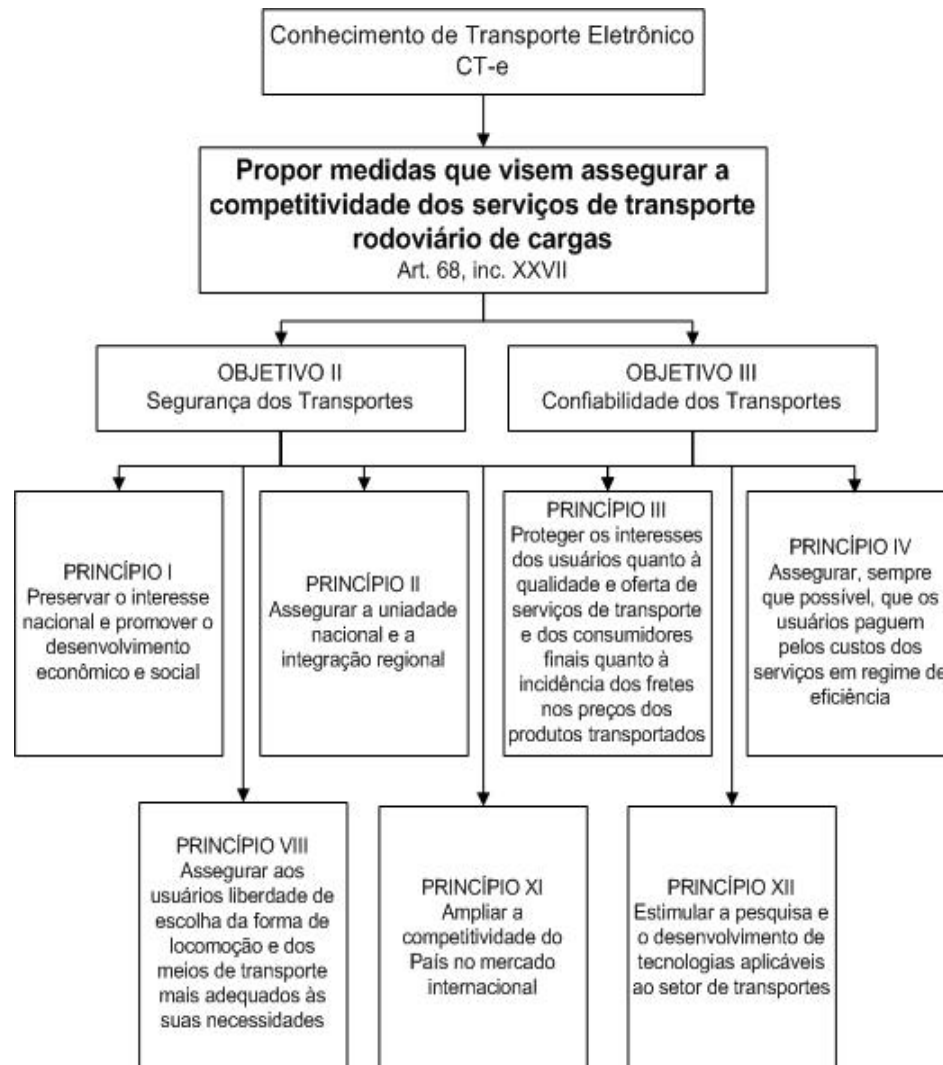 Conhecimento de Transporte Eletrônico
CT-e
Propor medidas que visem assegurar a
competitividade dos serviços de transporte
rodoviário de cargas
Art. 68, inc. XXVII
OBJETIVO II
Segurança dos Transportes
OBJETIVO III
Confiabilidade dos Transportes
PRINCÍPIO I
Preservar o interesse
nacional e promover o
desenvolvimento
econômico e social
PRINCÍPIO II
Assegurar a uniadade
nacional e a
integração regional
PRINCÍPIO III
Proteger os interesses
dos usuários quanto à
qualidade e oferta de
serviços de transporte
e dos consumidores
finais quanto à
incidência dos fretes
nos preços dos
produtos transportados
PRINCÍPIO IV
Assegurar, sempre
que possível, que os
usuários paguem
pelos custos dos
serviços em regime de
eficiência
PRINCÍPIO VIII
Assegurar aos
usuários liberdade de
escolha da forma de
locomoção e dos
meios de transporte
mais adequados às
suas necessidades
PRINCÍPIO XI
Ampliar a
competitividade do
País no mercado
internacional
PRINCÍPIO XII
Estimular a pesquisa e
o desenvolvimento de
tecnologias aplicáveis
ao setor de transportes